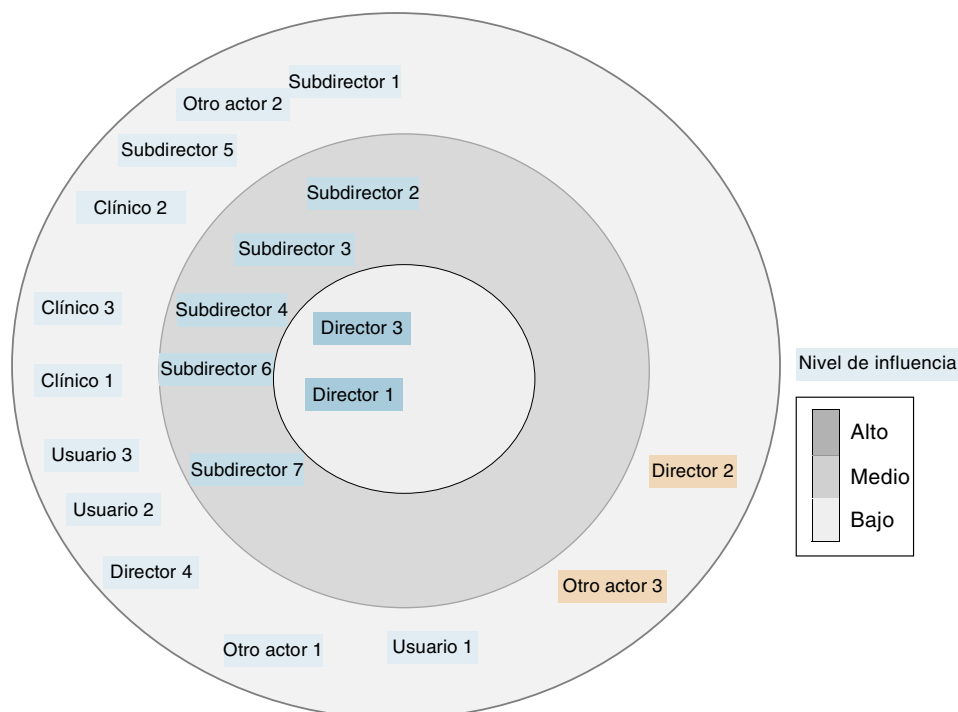 Subdirector 1
Otro actor 2
Subdirector 5
Subdirector 2
Clínico 2
Subdirector 3
Clínico 3
Subdirector 4
Director 3
Subdirector 6
Nivel de influencia
Clínico 1
Director 1
Alto
Usuario 3
Subdirector 7
Director 2
Medio
Usuario 2
Bajo
Director 4
Otro actor 3
Otro actor 1
Usuario 1